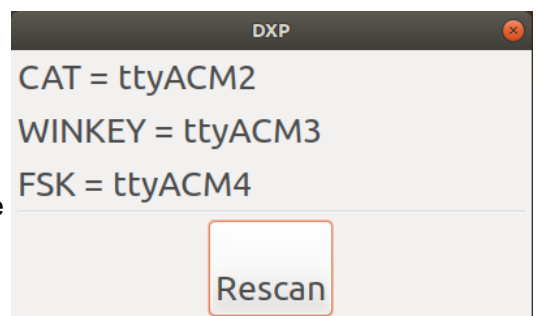 DXP
CAT = ttyACM2
WINKEY = ttyACM3
FSK = ttyACM4
e
Rescan